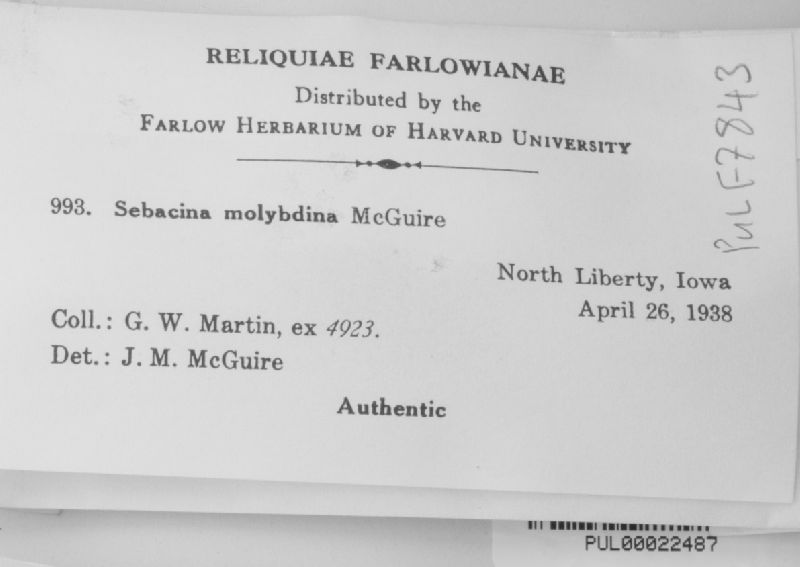 RELIQUIAE FARLOWIANAE
Distributed by the
FARLOW HERBARIUM OF HARVARD UNIVERSITY
993. Sebacina molybdina McGuire
North Liberty, Iowa
April 26, 1938
Coll.: G. W. Martin, ex 4923.
Det.: J. M. McGuire
Authentic
PUL F7843
PUL00022487